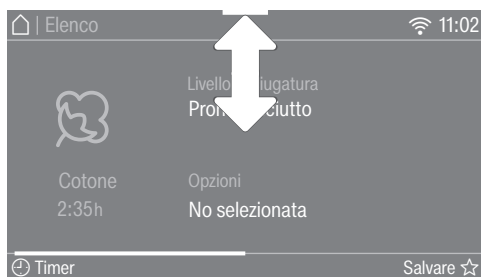 Elenco
11:02
Livello
Cotone
2:35h
Opzioni
No selezionata
Timer
Salvare